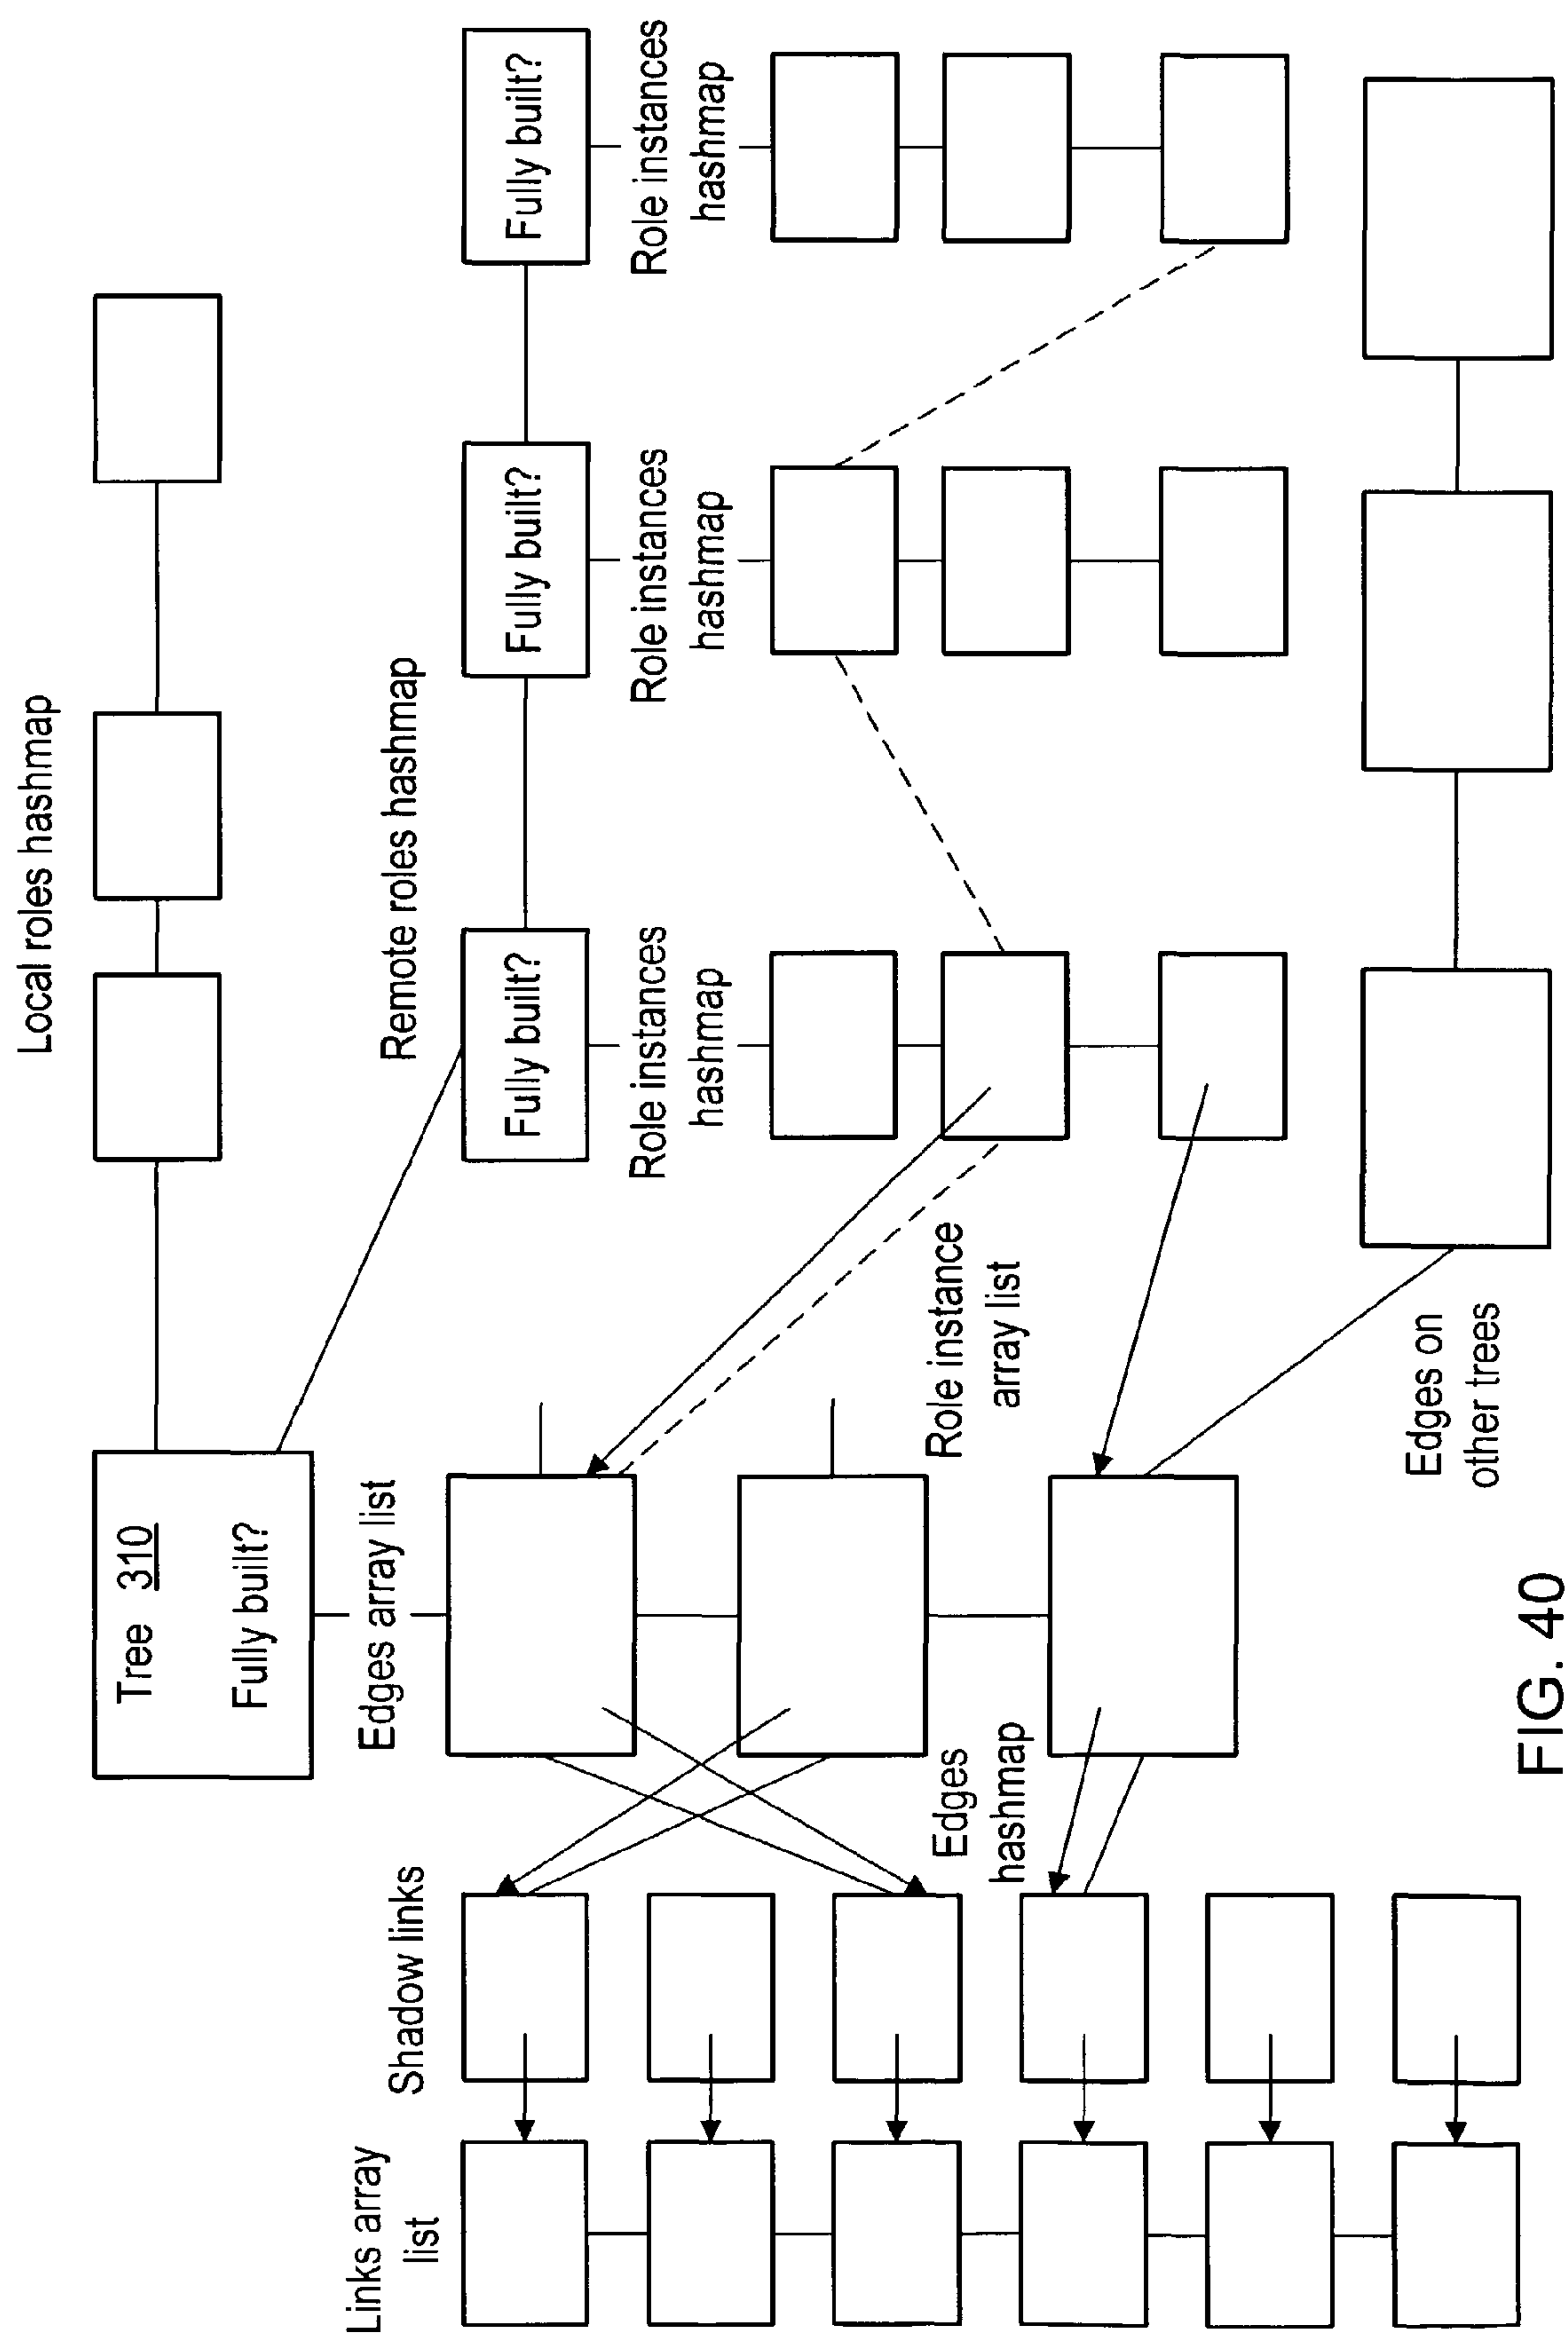 Local roles hashmap
Tree 310
Fully built?
Remote roles hashmap
Fully built?
Fully built?
Fully built?
Links array
list
Shadow links
Edges array list
Role instances
hashmap
Role instances
hashmap
Role instances
hashmap
Edges
hashmap
Role instance
array list
Edges on
other trees
FIG. 40